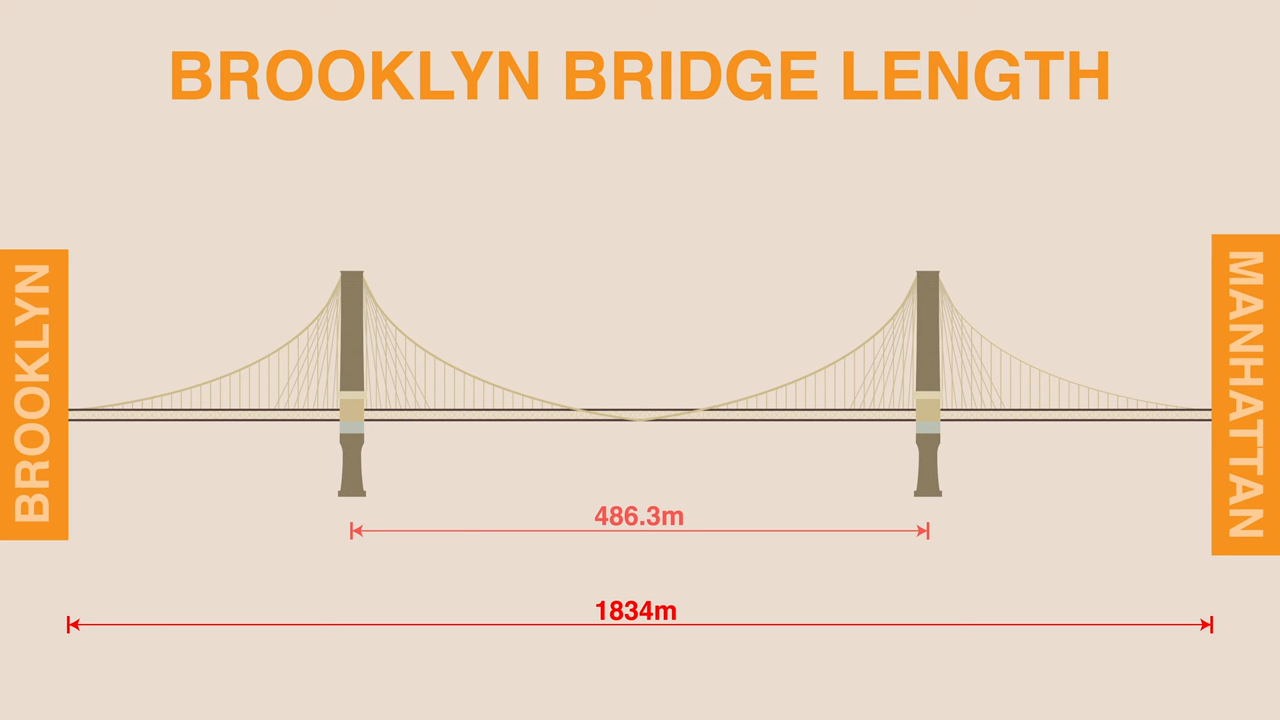 BROOKLYN BRIDGE LENGTH
BROOKLYN
MANHATTAN
486.3m
1834m